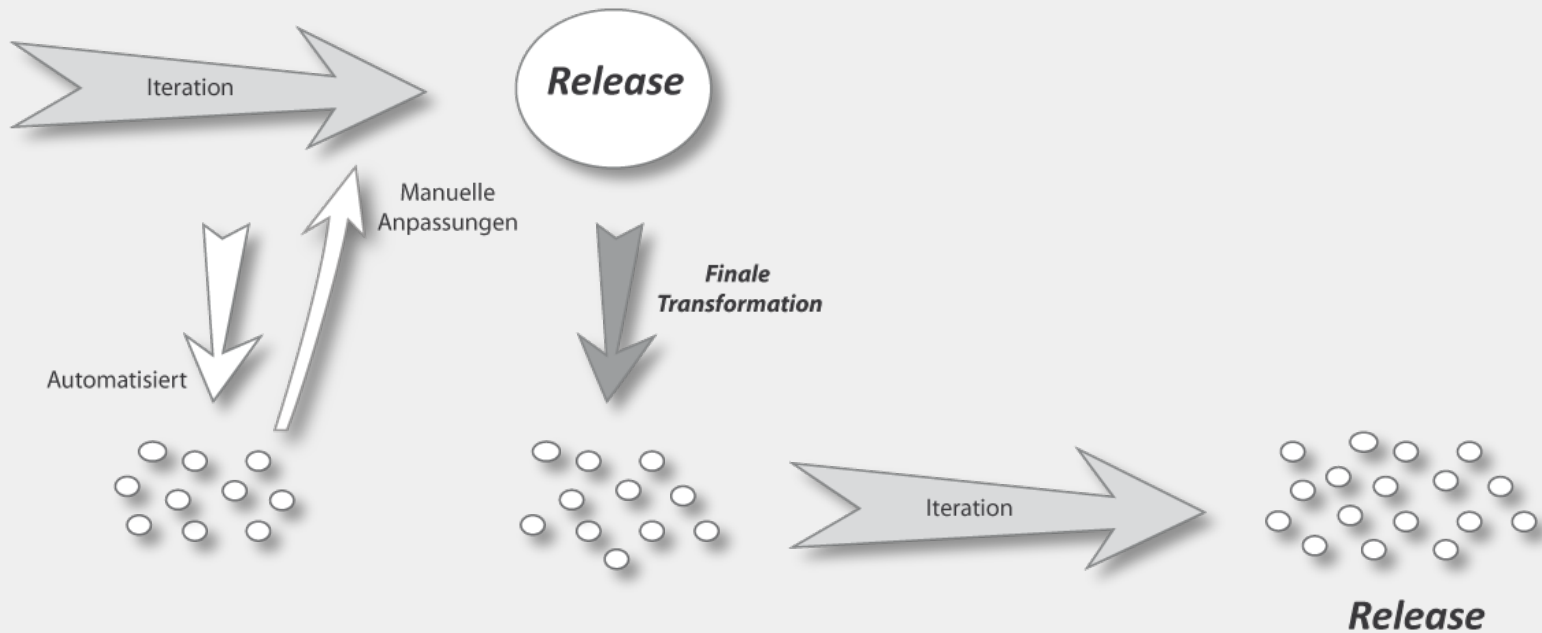 Iteration
Release
Manuelle
Anpassungen
Finale
Transformation
Automatisiert
Iteration
Release